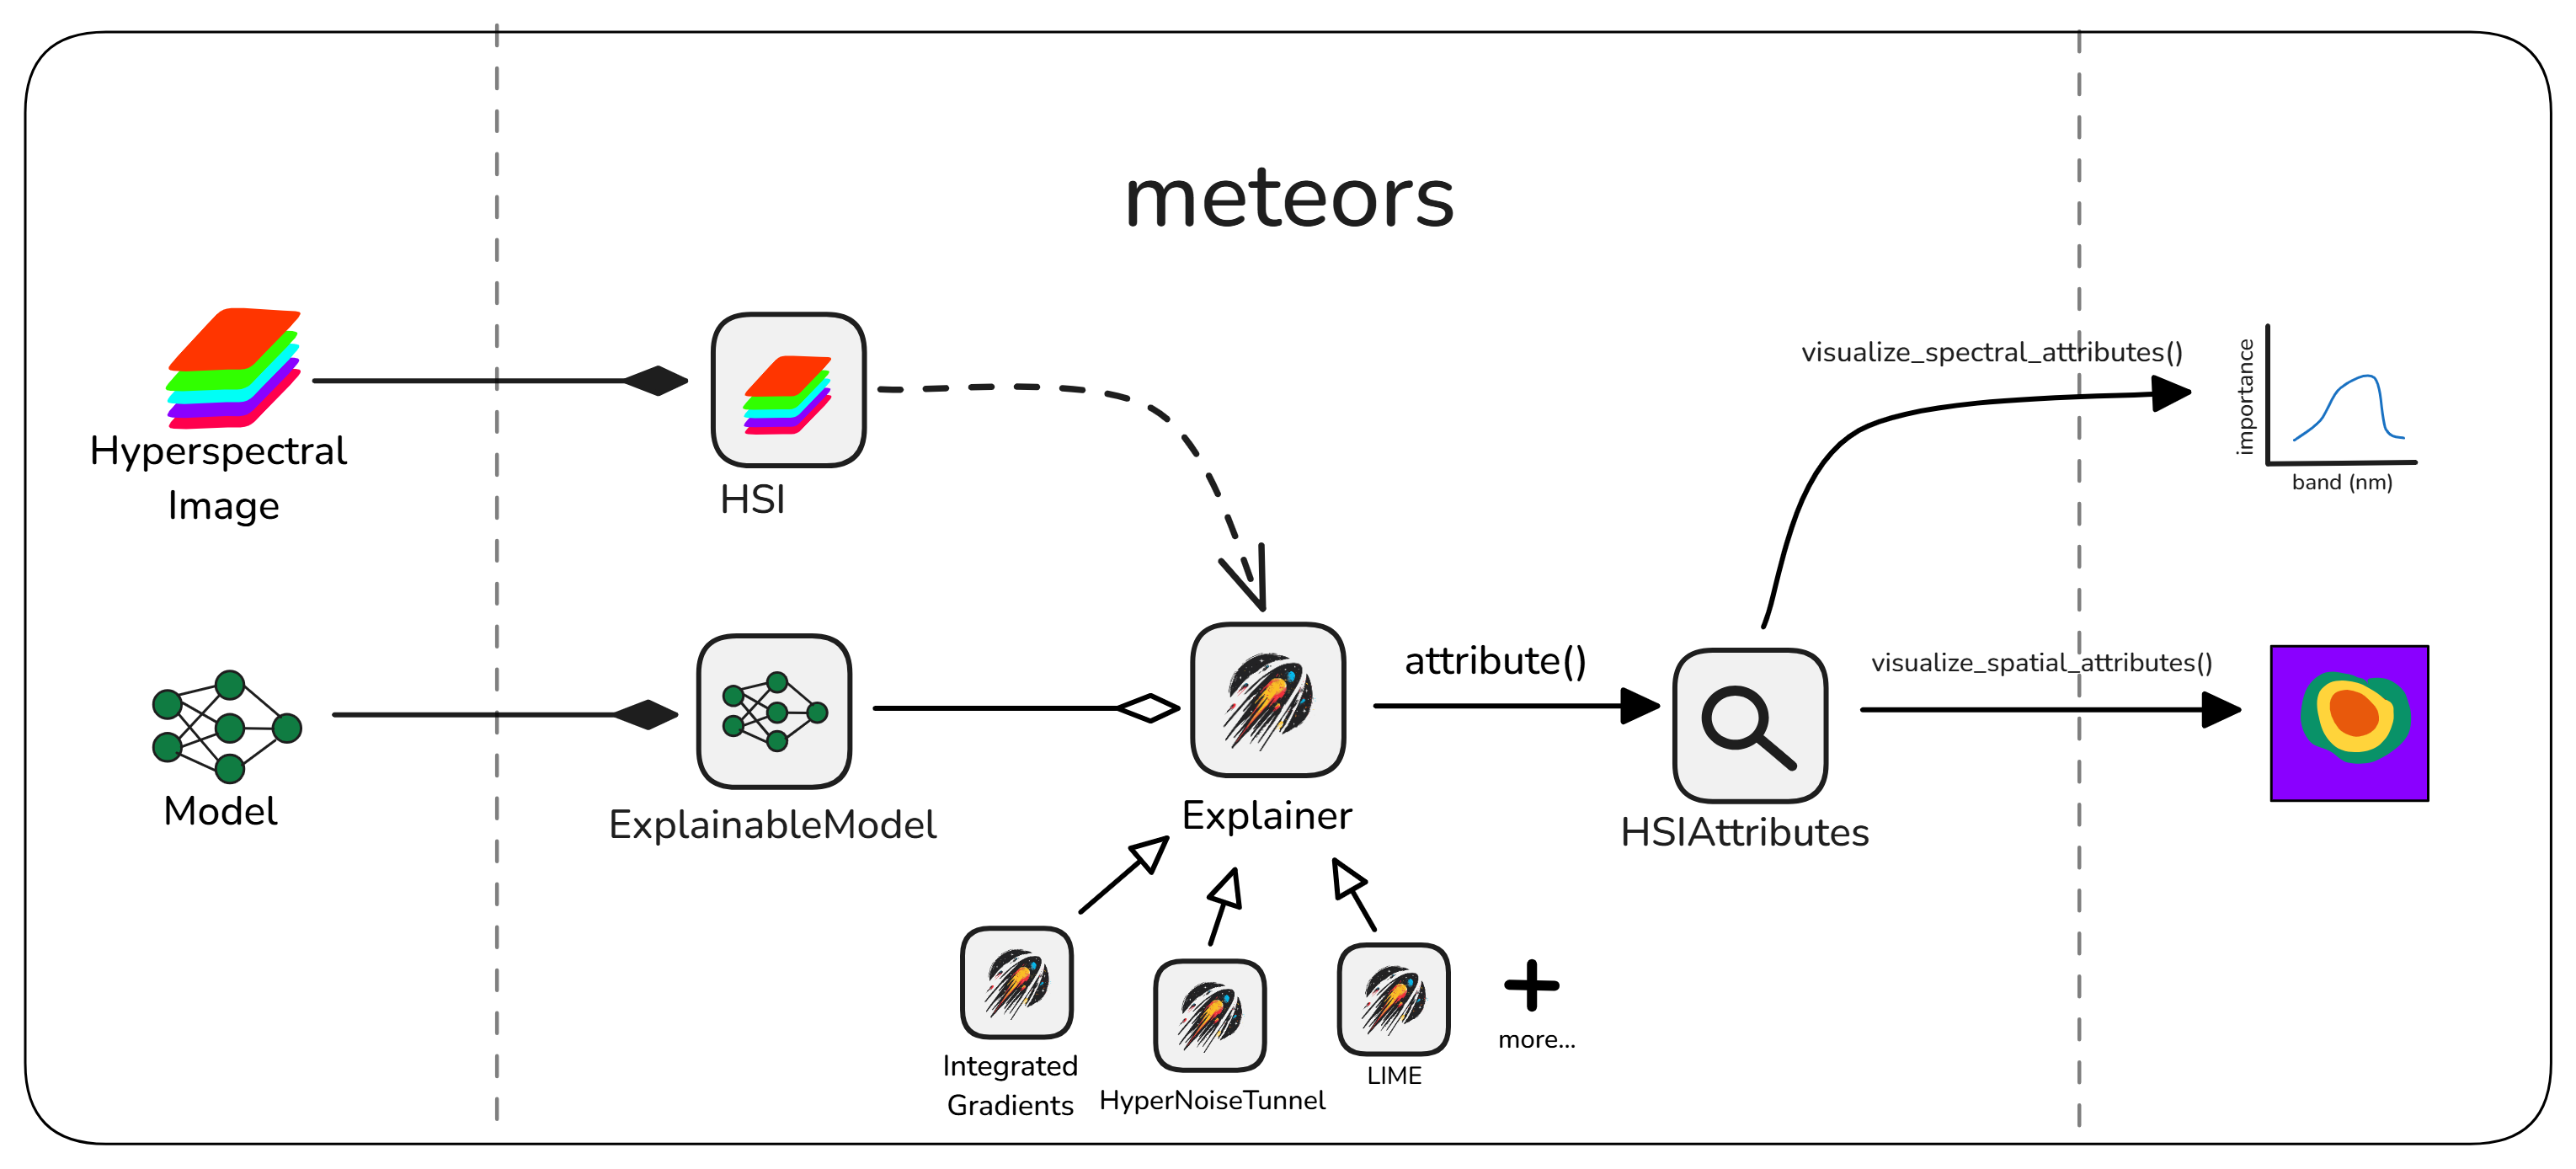 meteors
Hyperspectral
Image
HSI
visualize_spectral_attributes()
importance
band (nm)
Model
ExplainableModel
Explainer
attribute()
HSIAttributes
visualize_spatial_attributes()
Integrated
Gradients
HyperNoiseTunnel
LIME
more...